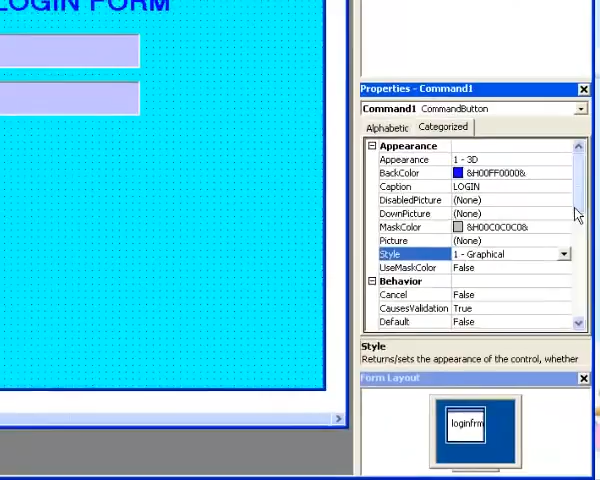 LOGIN FORM
Properties - Command1
Command1 CommandButton
Alphabetic Categorized
Appearance
Appearance 1 - 3D
BackColor &H00FF0000&
Caption LOGIN
DisabledPicture (None)
DownPicture (None)
MaskColor &H00C0C0C0&
Picture (None)
Style 1 - Graphical
UseMaskColor False
Behavior
Cancel False
CausesValidation True
Default False
Style
Returns/sets the appearance of the control, whether
Form Layout
loginfrm